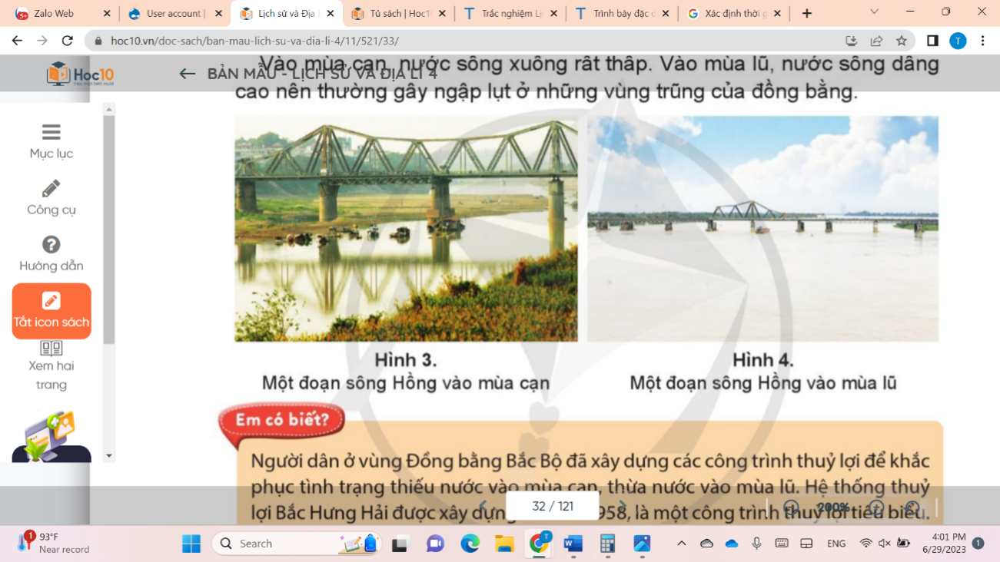 Zalo Web
User account |
Lịch sử và Địa
Tủ sách | Hoc1
Trắc nghiệm Lị
Trình bày đặc đ
Xác định thời g
hoc10.vn/doc-sach/ban-mau-lich-su-va-dia-li-4/11/521/33/
T
Hoc10
BẢN MẪU - LỊCH SỬ VÀ ĐỊA LÍ 4
Vào mùa cạn, nước sông xuống rất thấp. Vào mùa lũ, nước sông dâng
cao nên thường gây ngập lụt ở những vùng trũng của đồng bằng.
Mục lục
Công cụ
Hướng dẫn
Tắt icon sách
Xem hai
trang
Hình 3.
Một đoạn sông Hồng vào mùa cạn
Hình 4.
Một đoạn sông Hồng vào mùa lũ
Em có biết?
Người dân ở vùng Đồng bằng Bắc Bộ đã xây dựng các công trình thuỷ lợi để khắc
phục tình trạng thiếu nước vào mùa cạn, thừa nước vào mùa lũ. Hệ thống thuỷ
lợi Bắc Hưng Hải được xây dựng 958, là một công trình thuỷ lợi tiêu biểu.
32 / 121
200%
1
93°F
Near record
Search
ENG
4:01 PM
6/29/2023
1